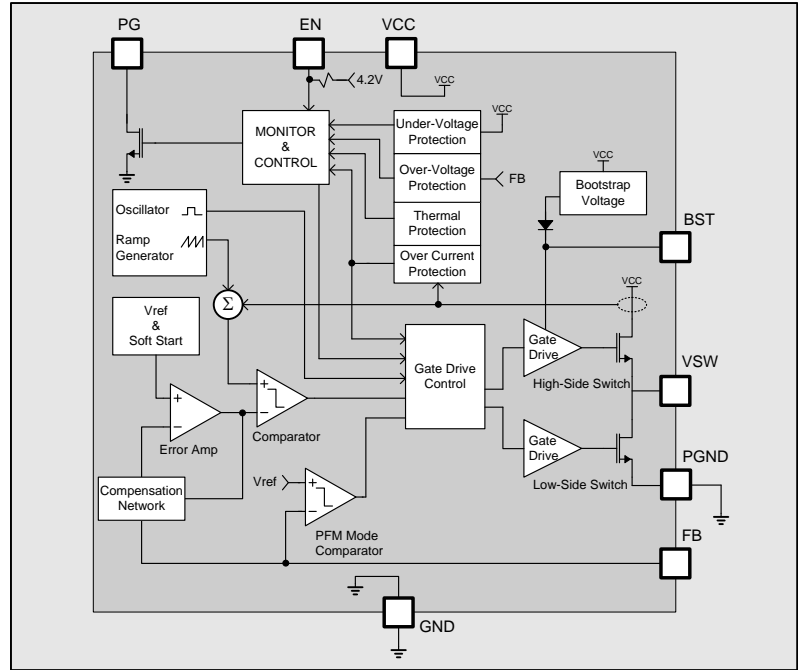 PG
EN
VCC
4.2V
VCC
MONITOR
&
CONTROL
Under-Voltage
Protection
VCC
Over-Voltage
Protection
FB
Thermal
Protection
Over Current
Protection
VCC
Bootstrap
Voltage
BST
Oscillator
Ramp
Generator
Σ
VCC
Vref
&
Soft Start
Gate Drive
Control
Gate
Drive
High-Side Switch
VSW
+
−
Error Amp
+
−
Comparator
Gate
Drive
Low-Side Switch
PGND
Compensation
Network
Vref
+
−
PFM Mode
Comparator
FB
GND